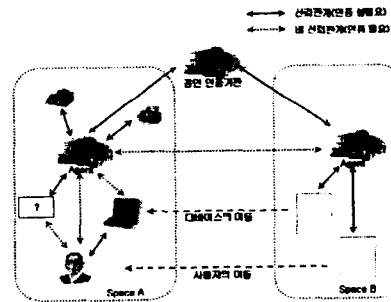 신뢰관계(인증 불필요)
비 신뢰관계(인증 필요)
공인 인증기관
Agent
Agent
?
디바이스의 이동
사용자의 이동
Space A
Space B